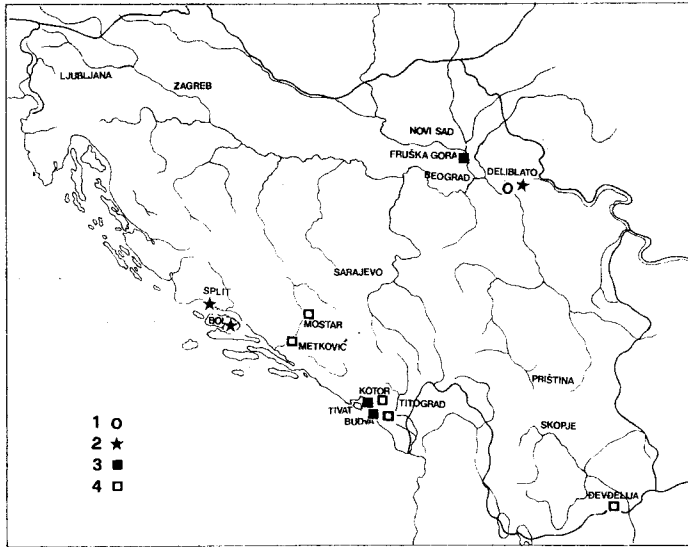 LJUBLJANA
ZAGREB
NOVI SAD
FRUŠKA GORA
DELIBLATO
BEOGRAD
SARAJEVO
SPLIT
BOL
MOSTAR
METKOVIĆ
PRIŠTINA
KOTOR
TIVAT
TITOGRAD
BUDVA
SKOPJE
ĐEVĐELIJA
1
2
3
4